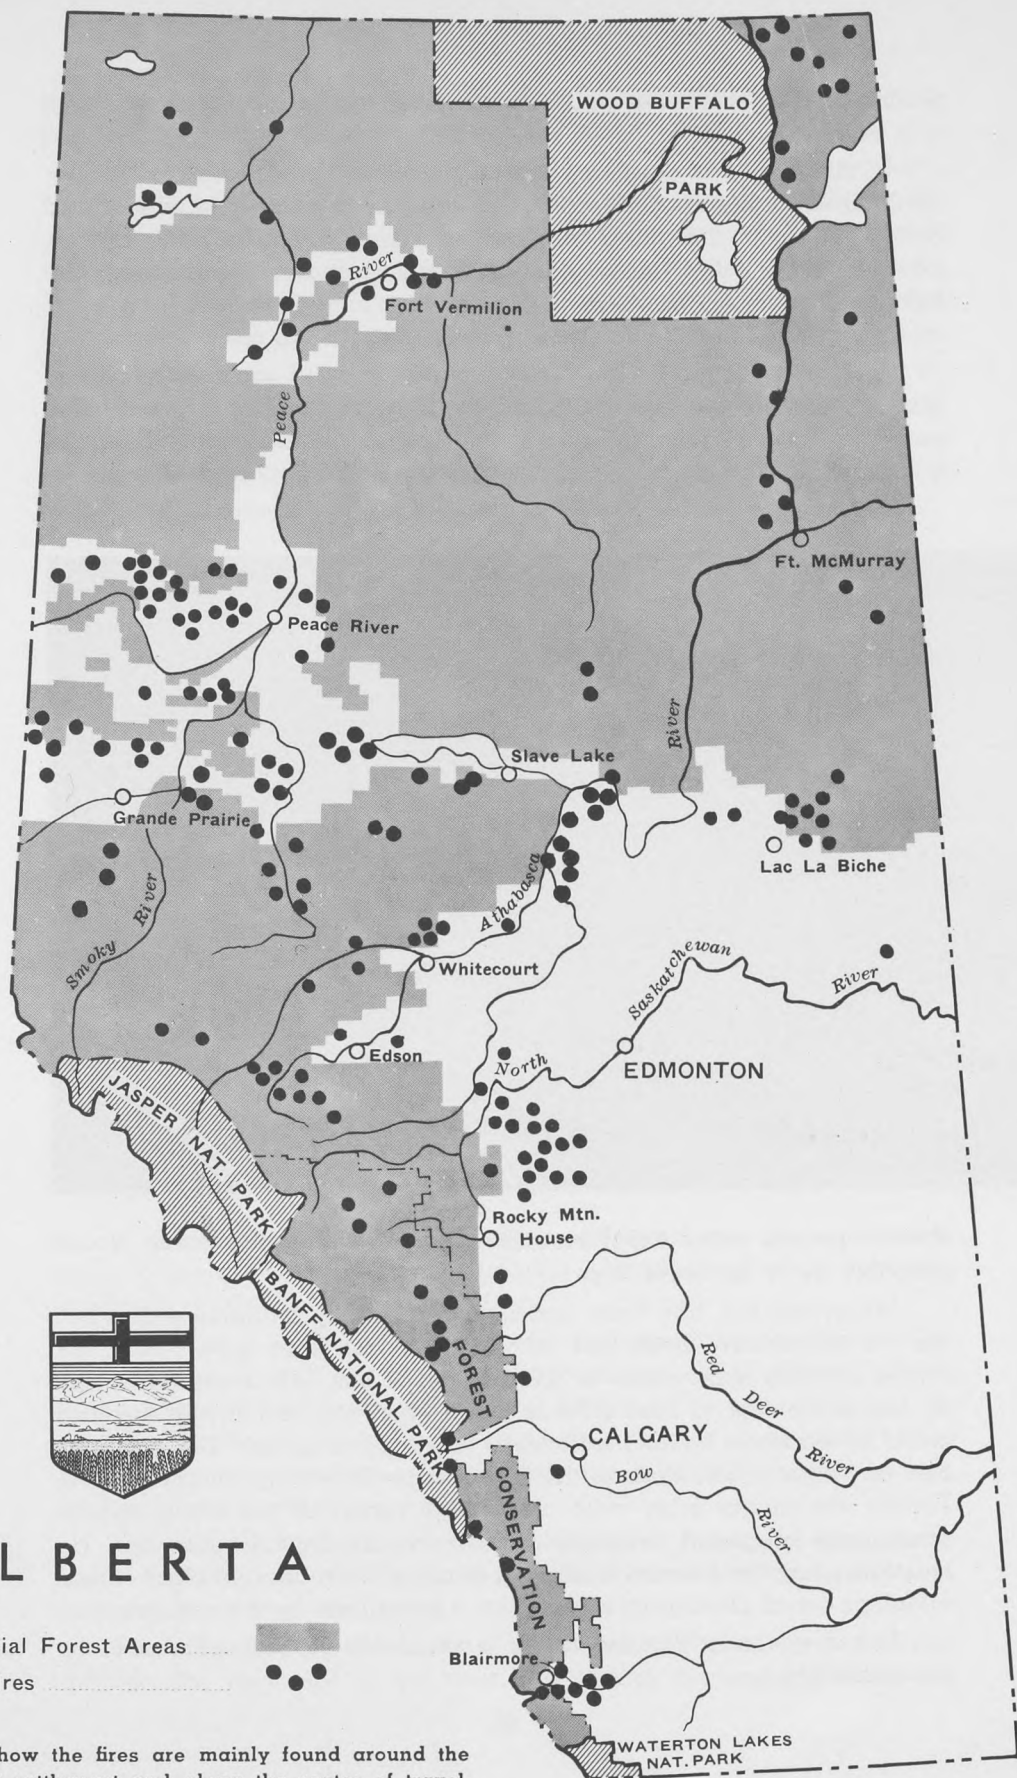 WOOD BUFFALO
PARK
River
Fort Vermilion
Peace
Ft. McMurray
Peace River
River
Slave Lake
Grande Prairie
Lac La Biche
Athabasca
River
Smoky
Whitecourt
Saskatchewan
River
Edson
North
EDMONTON
JASPER NAT. PARK
Rocky Mtn.
House
BANFF NATIONAL PARK
FOREST
Red
Deer
River
CALGARY
Bow
River
CONSERVATION
LBERTA
ial Forest Areas
res
Blairmore
WATERTON LAKES
NAT. PARK
how the fires are mainly found around the